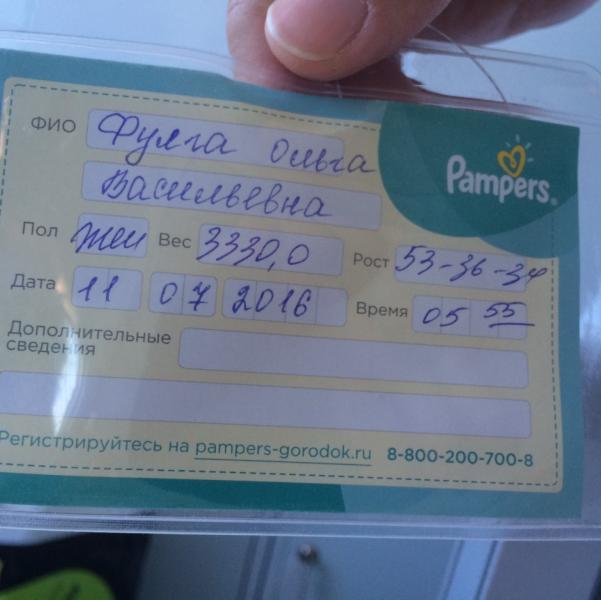 ФИО Фулга Ольга
Pampers.
Васильевна
Пол жен Вес 3330,0 Рост 53-36-34
Дата 11 07 2016 Время 05 55
Дополнительные
сведения
Регистрируйтесь на pampers-gorodok.ru 8-800-200-700-8